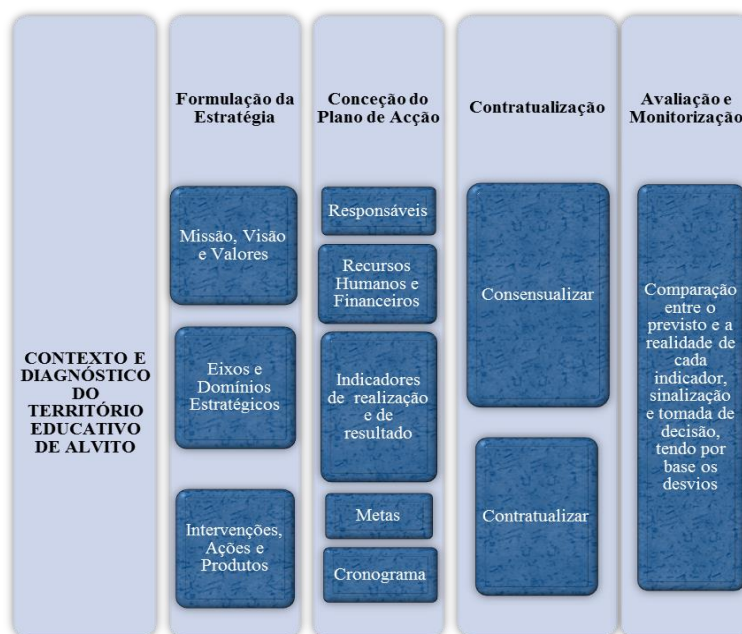 CONTEXTO E
DIAGNÓSTICO
DO
TERRITÓRIO
EDUCATIVO
DE ALVITO
Formulação da
Estratégia
Missão, Visão
e Valores
Eixos e
Domínios
Estratégicos
Intervenções,
Ações e
Produtos
Conceção do
Plano de Acção
Responsáveis
Recursos
Humanos e
Financeiros
Indicadores
de realização
e de
resultado
Metas
Cronograma
Contratualização
Consensualizar
Contratualizar
Avaliação e
Monitorização
Comparação
entre o
previsto e a
realidade de
cada
indicador,
sinalização
e tomada de
decisão,
tendo por
base os
desvios